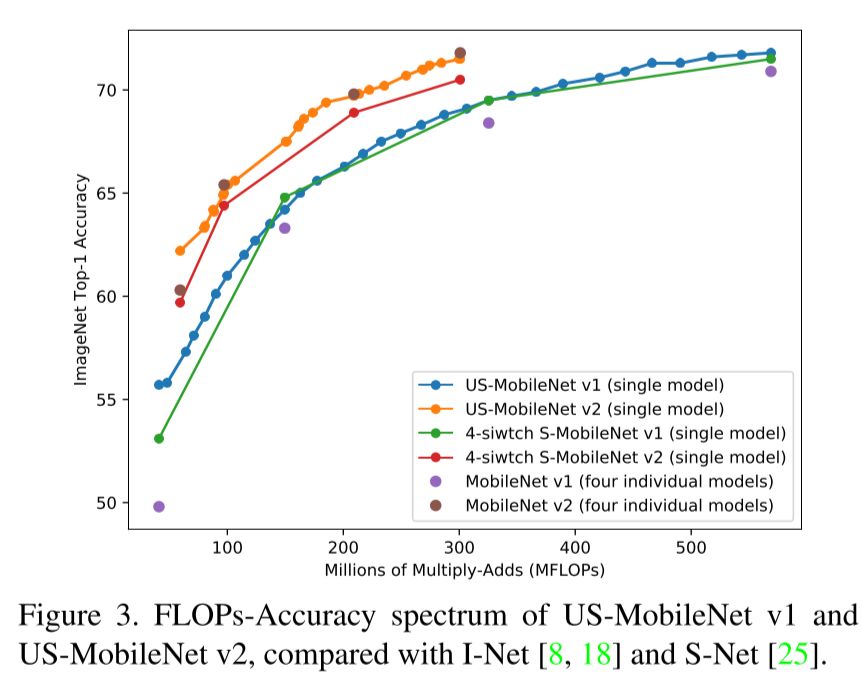 70
65
60
55
50
ImageNet Top-1 Accuracy
US-MobileNet v1 (single model)
US-MobileNet v2 (single model)
4-siwtch S-MobileNet v1 (single model)
4-siwtch S-MobileNet v2 (single model)
MobileNet v1 (four individual models)
MobileNet v2 (four individual models)
100 200 300 400 500
Millions of Multiply-Adds (MFLOPs)
Figure 3. FLOPs-Accuracy spectrum of US-MobileNet v1 and
US-MobileNet v2, compared with I-Net [8, 18] and S-Net [25].